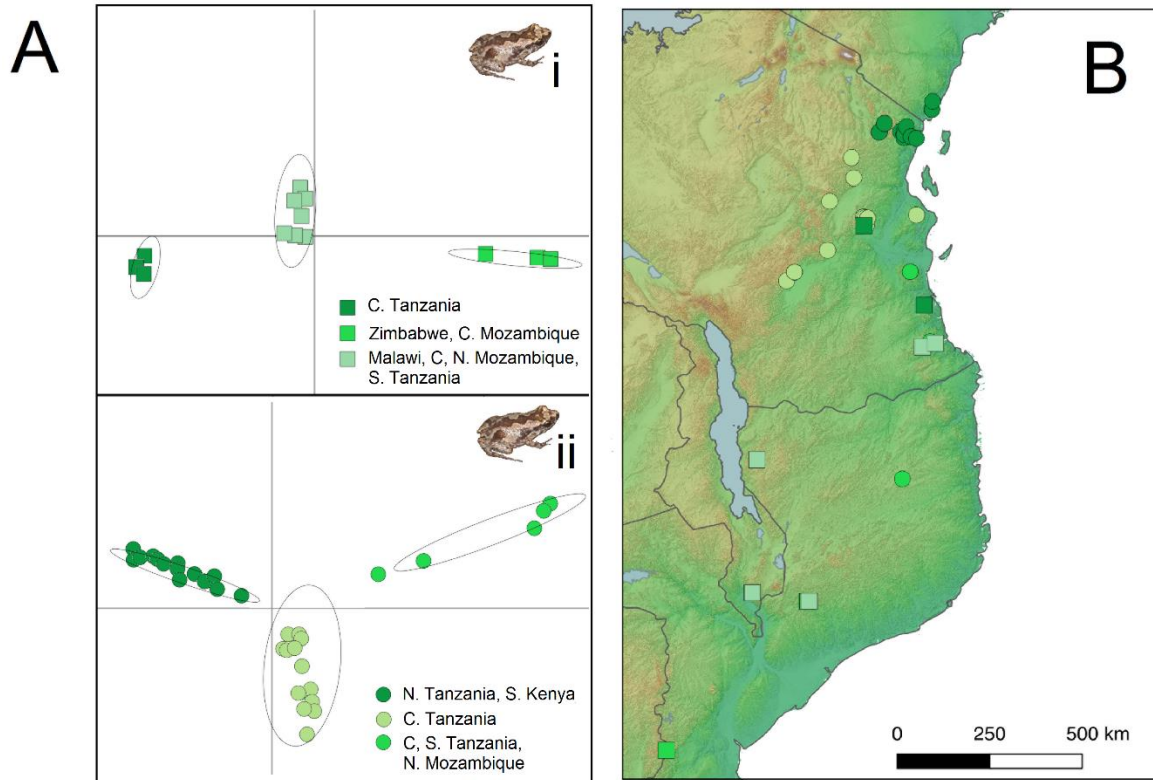 A
i
C. Tanzania
Zimbabwe, C. Mozambique
Malawi, C, N. Mozambique,
S. Tanzania
ii
N. Tanzania, S. Kenya
C. Tanzania
C, S. Tanzania,
N. Mozambique
B
0 250 500 km